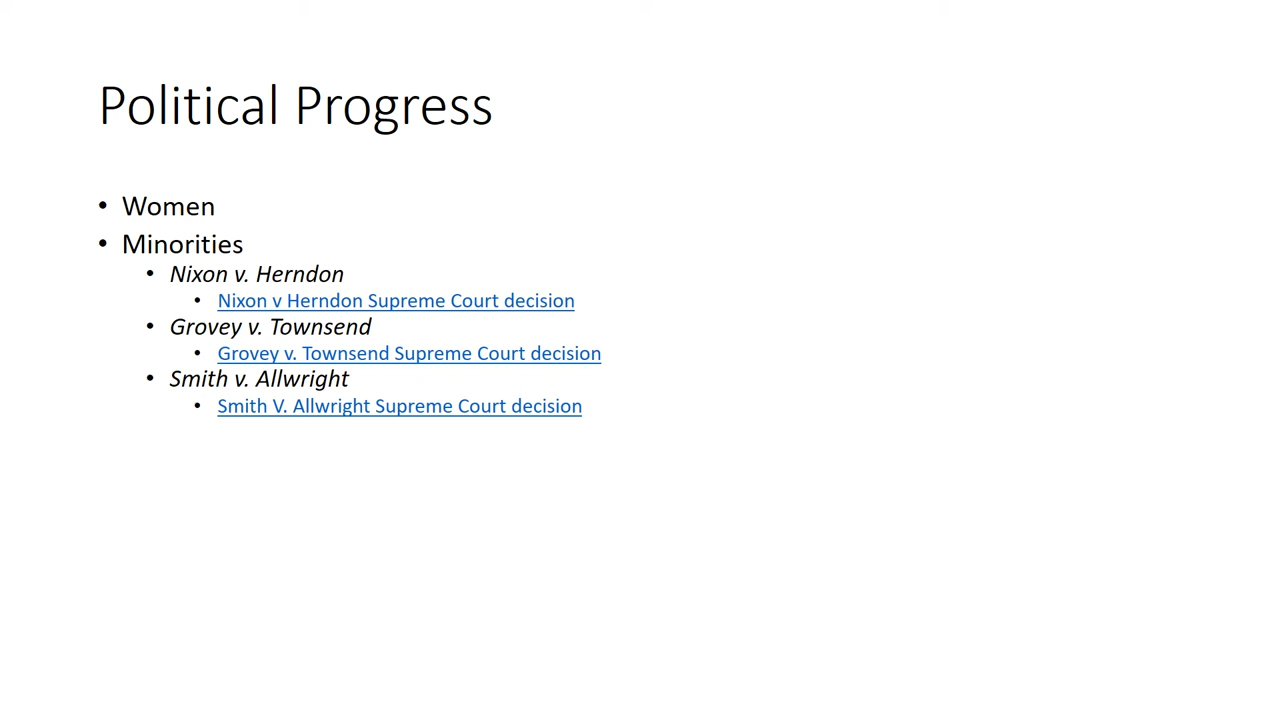 Political Progress
• Women
• Minorities
• Nixon v. Herndon
• Nixon v Herndon Supreme Court decision
• Grovey v. Townsend
• Grovey v. Townsend Supreme Court decision
• Smith v. Allwright
• Smith V. Allwright Supreme Court decision